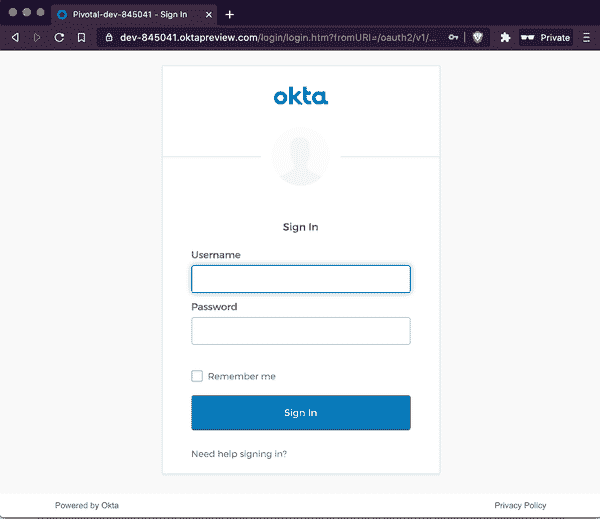 Pivotal-dev-845041 - Sign In
dev-845041.oktapreview.com/login/login.htm?fromURI=/oauth2/v1/...
Private
okta
Sign In
Username
Password
Remember me
Sign In
Need help signing in?
Powered by Okta
Privacy Policy